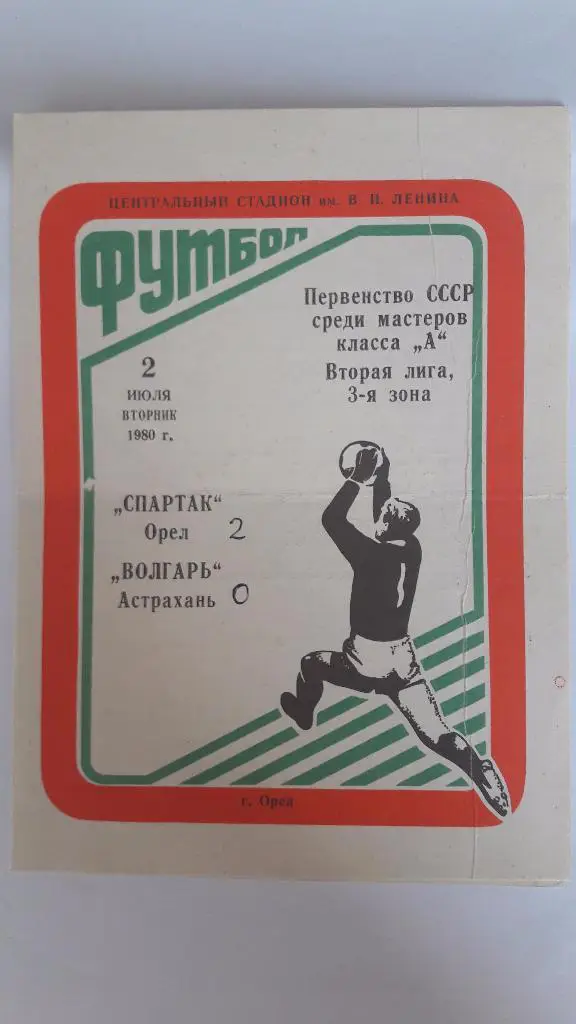 ЦЕНТРАЛЬНЫЙ СТАДИОН им. В. И. ЛЕНИНА
ФУТБОЛ
Первенство СССР
среди мастеров
класса „А“
Вторая лига,
3-я зона
2
ИЮЛЯ
ВТОРНИК
1980 г.
„СПАРТАК“
Орел 2
„ВОЛГАРЬ“
Астрахань 0
1
г. Орел